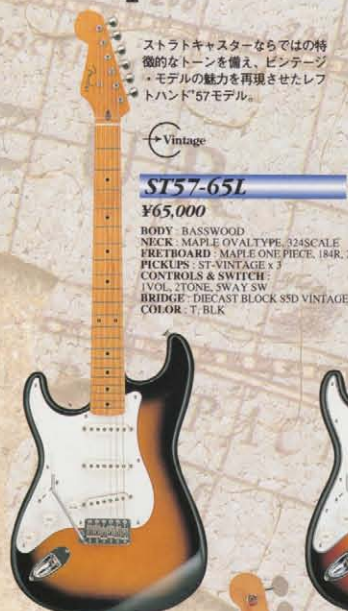 ストラトキャスターならではの特
徴的なトーンを備え、ビンテージ
・モデルの魅力を再現させたレフ
トハンド'57モデル。
Vintage
ST57-65L
¥65,000
BODY : BASSWOOD
NECK : MAPLE OVALTYPE, 324SCALE
FRETBOARD : MAPLE ONE PIECE, 184R,
PICKUPS : ST-VINTAGE x 3
CONTROLS & SWITCH :
1VOL, 2TONE, 5WAY SW
BRIDGE : DIECAST BLOCK S5D VINTAGE
COLOR : T, BLK